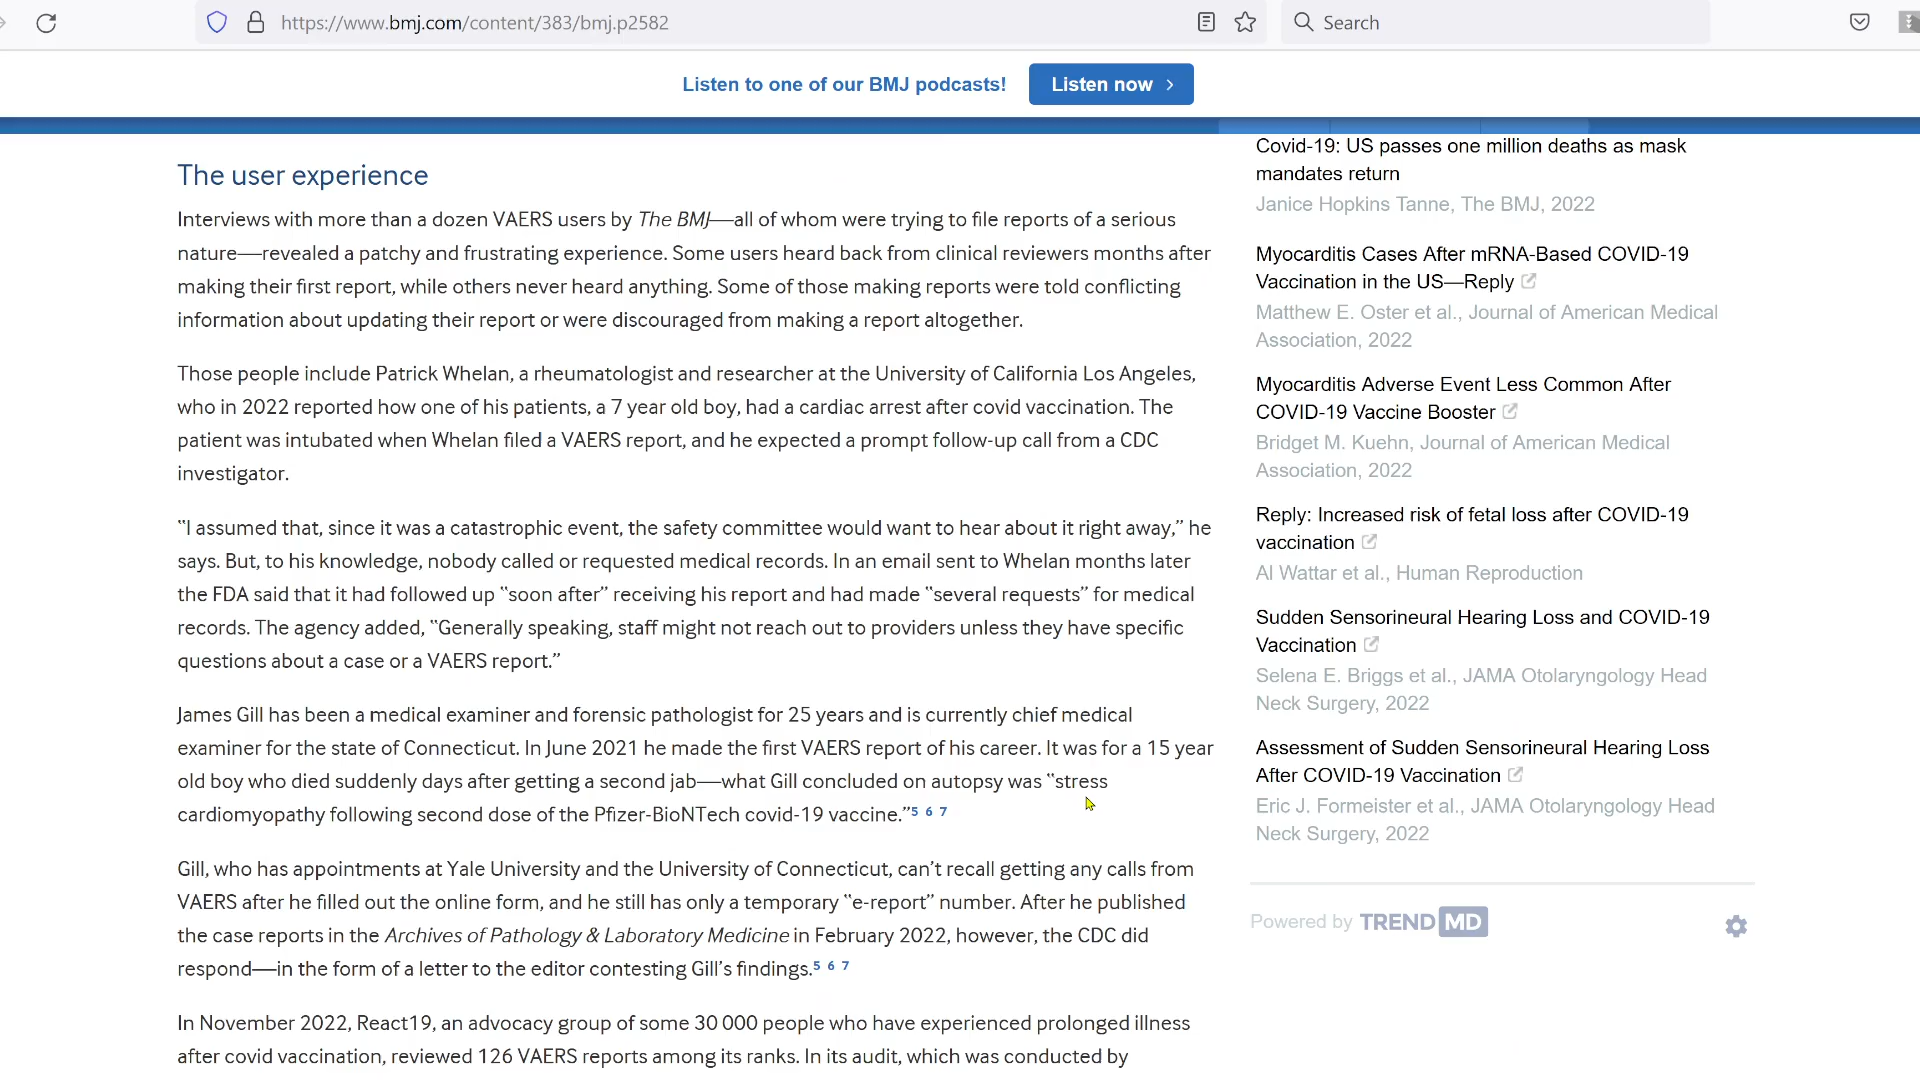 https://www.bmj.com/content/383/bmj.p2582
Search
Listen to one of our BMJ podcasts!
Listen now
The user experience
Interviews with more than a dozen VAERS users by The BMJ—all of whom were trying to file reports of a serious
nature—revealed a patchy and frustrating experience. Some users heard back from clinical reviewers months after
making their first report, while others never heard anything. Some of those making reports were told conflicting
information about updating their report or were discouraged from making a report altogether.
Those people include Patrick Whelan, a rheumatologist and researcher at the University of California Los Angeles,
who in 2022 reported how one of his patients, a 7 year old boy, had a cardiac arrest after covid vaccination. The
patient was intubated when Whelan filed a VAERS report, and he expected a prompt follow-up call from a CDC
investigator.
“I assumed that, since it was a catastrophic event, the safety committee would want to hear about it right away,” he
says. But, to his knowledge, nobody called or requested medical records. In an email sent to Whelan months later
the FDA said that it had followed up “soon after” receiving his report and had made “several requests” for medical
records. The agency added, “Generally speaking, staff might not reach out to providers unless they have specific
questions about a case or a VAERS report.”
James Gill has been a medical examiner and forensic pathologist for 25 years and is currently chief medical
examiner for the state of Connecticut. In June 2021 he made the first VAERS report of his career. It was for a 15 year
old boy who died suddenly days after getting a second jab—what Gill concluded on autopsy was “stress
cardiomyopathy following second dose of the Pfizer-BioNTech covid-19 vaccine.”5 6 7
Gill, who has appointments at Yale University and the University of Connecticut, can’t recall getting any calls from
VAERS after he filled out the online form, and he still has only a temporary “e-report” number. After he published
the case reports in the Archives of Pathology & Laboratory Medicine in February 2022, however, the CDC did
respond—in the form of a letter to the editor contesting Gill’s findings.5 6 7
In November 2022, React19, an advocacy group of some 30 000 people who have experienced prolonged illness
after covid vaccination, reviewed 126 VAERS reports among its ranks. In its audit, which was conducted by
Covid-19: US passes one million deaths as mask
mandates return
Janice Hopkins Tanne, The BMJ, 2022
Myocarditis Cases After mRNA-Based COVID-19
Vaccination in the US—Reply
Matthew E. Oster et al., Journal of American Medical
Association, 2022
Myocarditis Adverse Event Less Common After
COVID-19 Vaccine Booster
Bridget M. Kuehn, Journal of American Medical
Association, 2022
Reply: Increased risk of fetal loss after COVID-19
vaccination
Al Wattar et al., Human Reproduction
Sudden Sensorineural Hearing Loss and COVID-19
Vaccination
Selena E. Briggs et al., JAMA Otolaryngology Head
Neck Surgery, 2022
Assessment of Sudden Sensorineural Hearing Loss
After COVID-19 Vaccination
Eric J. Formeister et al., JAMA Otolaryngology Head
Neck Surgery, 2022
Powered by TREND MD